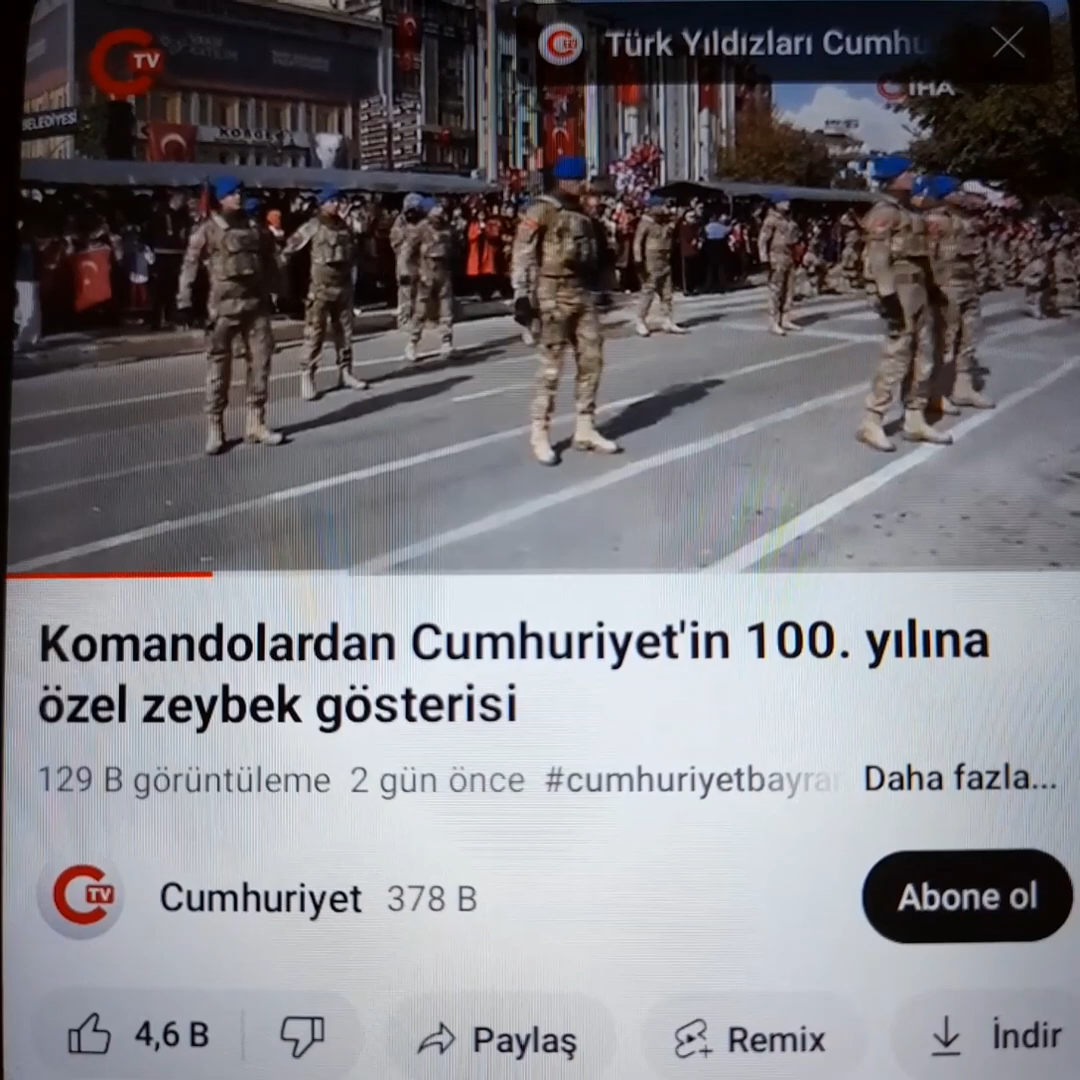 TV
Türk Yıldızları Cumhu
İHA
BELEDİYESİ
Komandolardan Cumhuriyet'in 100. yılına
özel zeybek gösterisi
129 B görüntüleme 2 gün önce #cumhuriyetbayra Daha fazla...
TV
Cumhuriyet 378 B
Abone ol
4,6 B
Paylaş
Remix
İndir